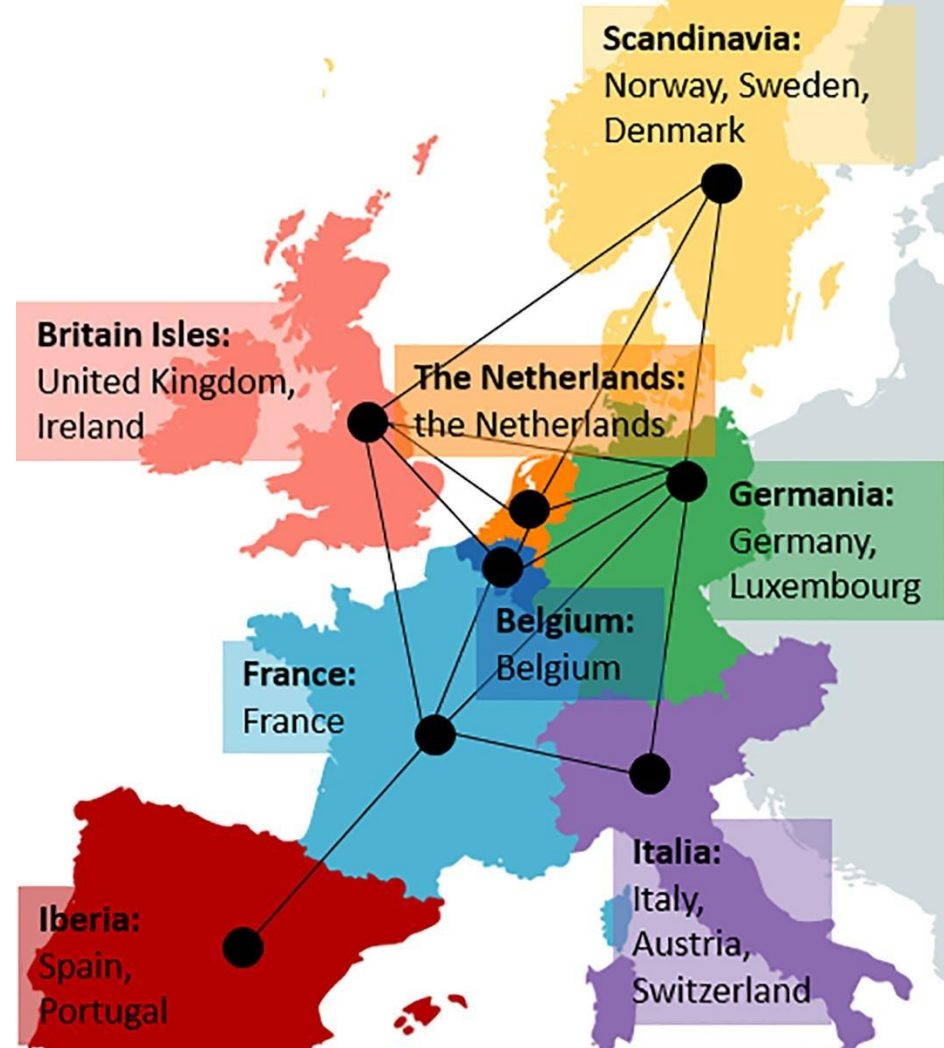 Scandinavia:
Norway, Sweden,
Denmark
Britain Isles:
United Kingdom,
Ireland
The Netherlands:
the Netherlands
Germania:
Germany,
Luxembourg
Belgium:
Belgium
France:
France
Italia:
Italy,
Austria,
Switzerland
Iberia:
Spain,
Portugal